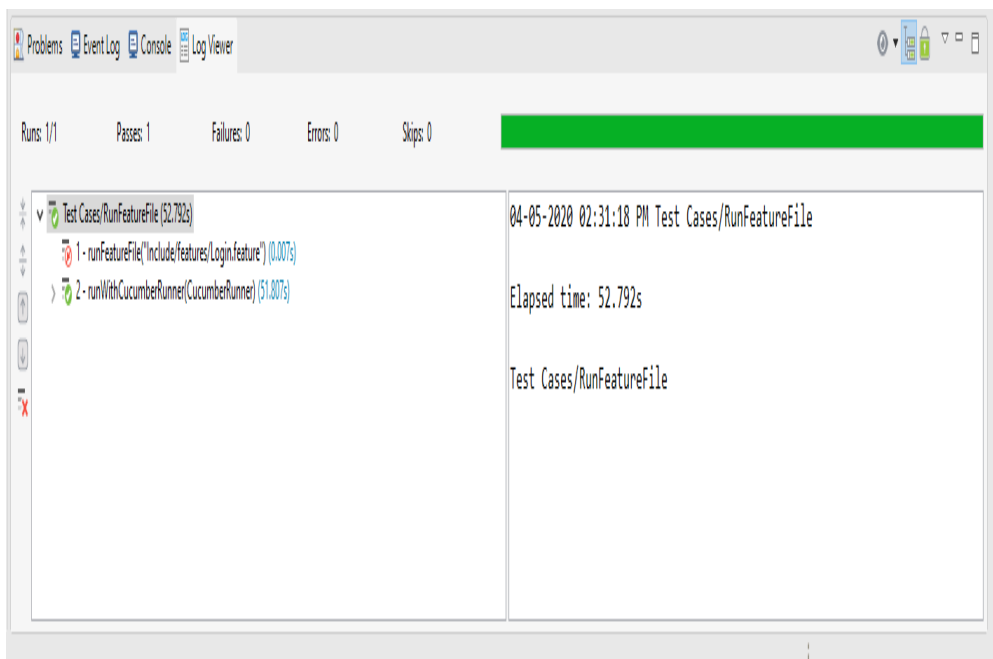 Problems Event Log Console Log Viewer
Runs: 1/1 Passes: 1 Failures: 0 Errors: 0 Skips: 0
Test Cases/RunFeatureFile (52.792s)
1 - runFeatureFile("Include/features/Login.feature") (0.007s)
2 - runWithCucumberRunner(CucumberRunner) (51.807s)
04-05-2020 02:31:18 PM Test Cases/RunFeatureFile
Elapsed time: 52.792s
Test Cases/RunFeatureFile